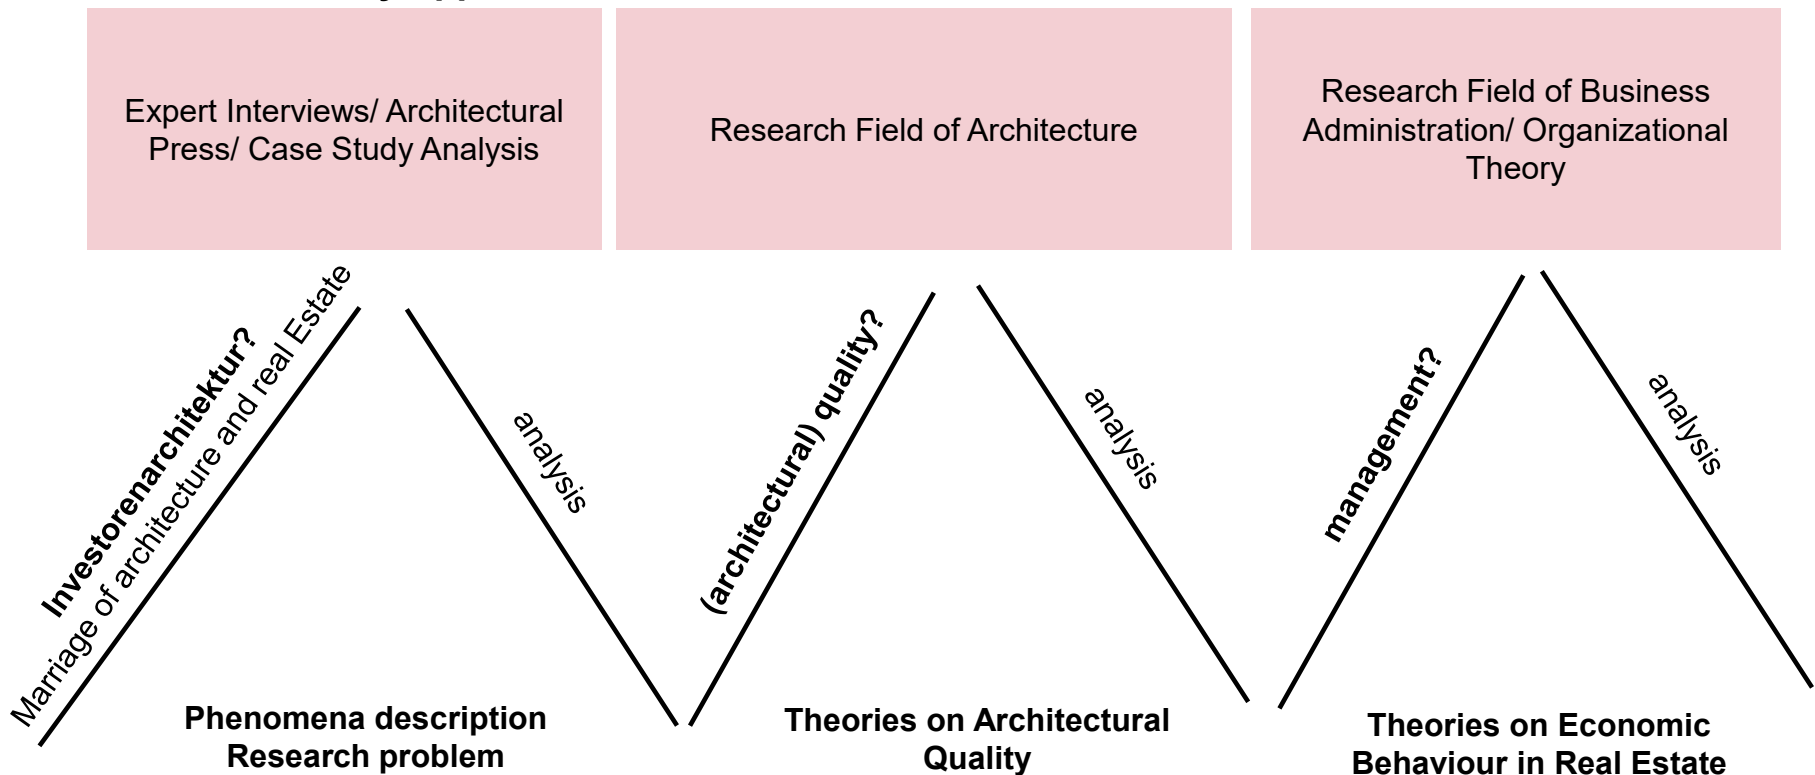 Expert Interviews/ Architectural
Press/ Case Study Analysis
Research Field of Architecture
Research Field of Business
Administration/ Organizational
Theory
Investorenarchitektur?
Marriage of architecture and real Estate
analysis
(architectural) quality?
analysis
management?
analysis
Phenomena description
Research problem
Theories on Architectural
Quality
Theories on Economic
Behaviour in Real Estate